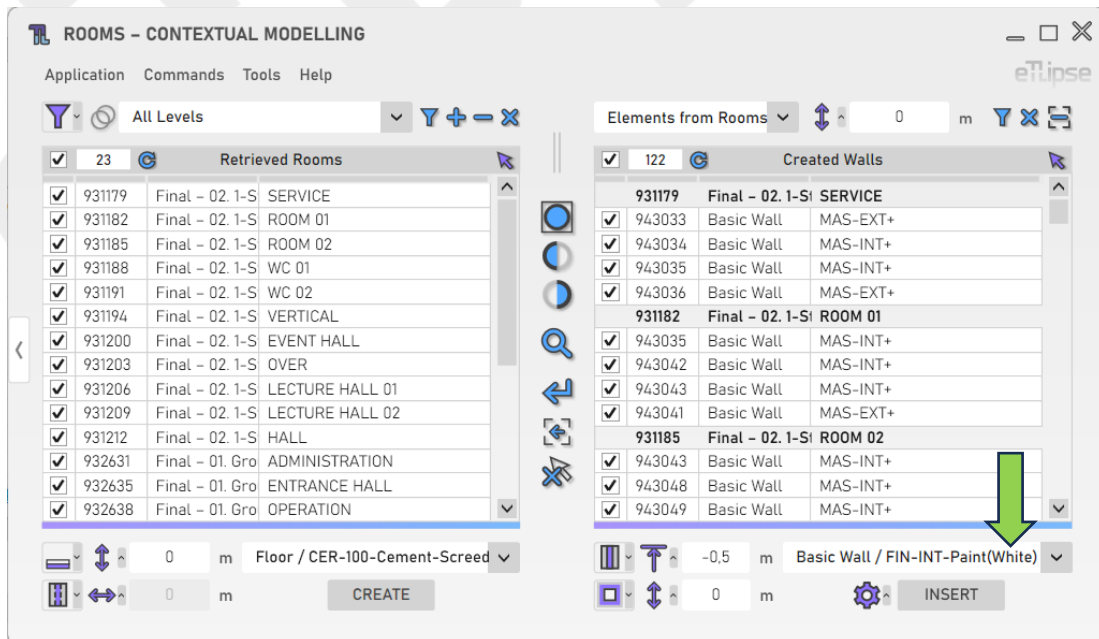 ROOMS – CONTEXTUAL MODELLING
Application Commands Tools Help
eTLipse
All Levels
Elements from Rooms 0 m
23 Retrieved Rooms
122 Created Walls
931179 Final – 02. 1-S SERVICE
931182 Final – 02. 1-S ROOM 01
931185 Final – 02. 1-S ROOM 02
931188 Final – 02. 1-S WC 01
931191 Final – 02. 1-S WC 02
931194 Final – 02. 1-S VERTICAL
931200 Final – 02. 1-S EVENT HALL
931203 Final – 02. 1-S OVER
931206 Final – 02. 1-S LECTURE HALL 01
931209 Final – 02. 1-S LECTURE HALL 02
931212 Final – 02. 1-S HALL
932631 Final – 01. Gro ADMINISTRATION
932635 Final – 01. Gro ENTRANCE HALL
932638 Final – 01. Gro OPERATION
931179 Final – 02. 1-St SERVICE
943033 Basic Wall MAS-EXT+
943034 Basic Wall MAS-INT+
943035 Basic Wall MAS-INT+
943036 Basic Wall MAS-EXT+
931182 Final – 02. 1-St ROOM 01
943035 Basic Wall MAS-INT+
943042 Basic Wall MAS-INT+
943043 Basic Wall MAS-INT+
943041 Basic Wall MAS-EXT+
931185 Final – 02. 1-St ROOM 02
943043 Basic Wall MAS-INT+
943048 Basic Wall MAS-INT+
943049 Basic Wall MAS-INT+
0 m Floor / CER-100-Cement-Screed
0 m CREATE
-0,5 m Basic Wall / FIN-INT-Paint(White)
0 m INSERT